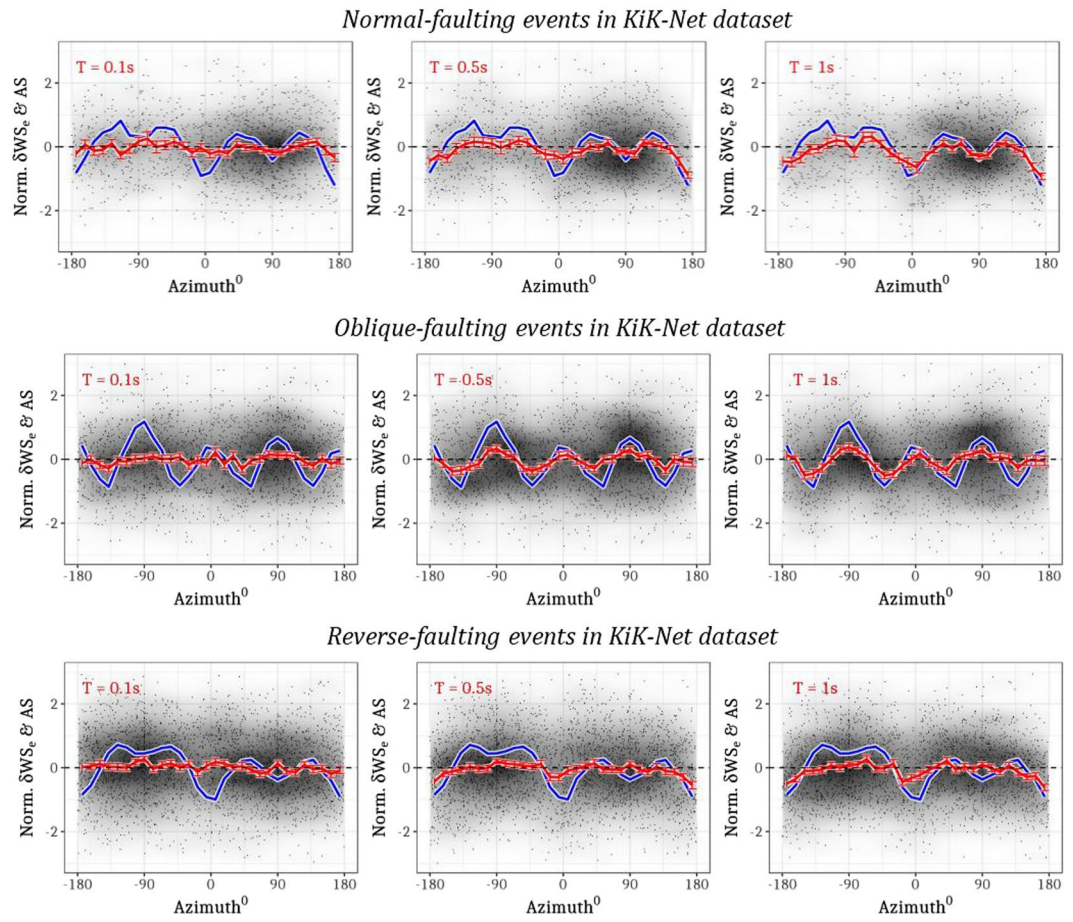 Normal-faulting events in KiK-Net dataset
Norm. δWSₑ & AS
2
0
-2
T = 0.1s
-180 -90 0 90 180
Azimuth⁰
Norm. δWSₑ & AS
2
0
-2
T = 0.5s
-180 -90 0 90 180
Azimuth⁰
Norm. δWSₑ & AS
2
0
-2
T = 1s
-180 -90 0 90 180
Azimuth⁰
Oblique-faulting events in KiK-Net dataset
Norm. δWSₑ & AS
2
0
-2
T = 0.1s
-180 -90 0 90 180
Azimuth⁰
Norm. δWSₑ & AS
2
0
-2
T = 0.5s
-180 -90 0 90 180
Azimuth⁰
Norm. δWSₑ & AS
2
0
-2
T = 1s
-180 -90 0 90 180
Azimuth⁰
Reverse-faulting events in KiK-Net dataset
Norm. δWSₑ & AS
2
0
-2
T = 0.1s
-180 -90 0 90 180
Azimuth⁰
Norm. δWSₑ & AS
2
0
-2
T = 0.5s
-180 -90 0 90 180
Azimuth⁰
Norm. δWSₑ & AS
2
0
-2
T = 1s
-180 -90 0 90 180
Azimuth⁰